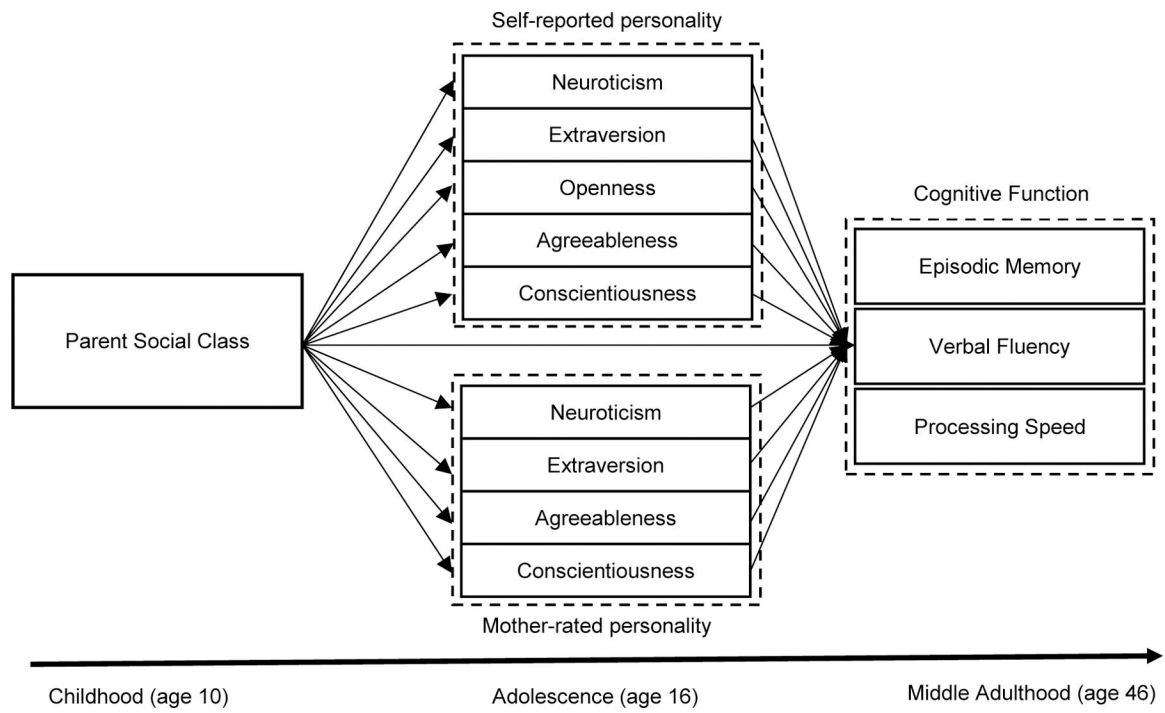 Self-reported personality
Neuroticism
Extraversion
Openness
Agreeableness
Conscientiousness
Parent Social Class
Neuroticism
Extraversion
Agreeableness
Conscientiousness
Mother-rated personality
Cognitive Function
Episodic Memory
Verbal Fluency
Processing Speed
Childhood (age 10)
Adolescence (age 16)
Middle Adulthood (age 46)